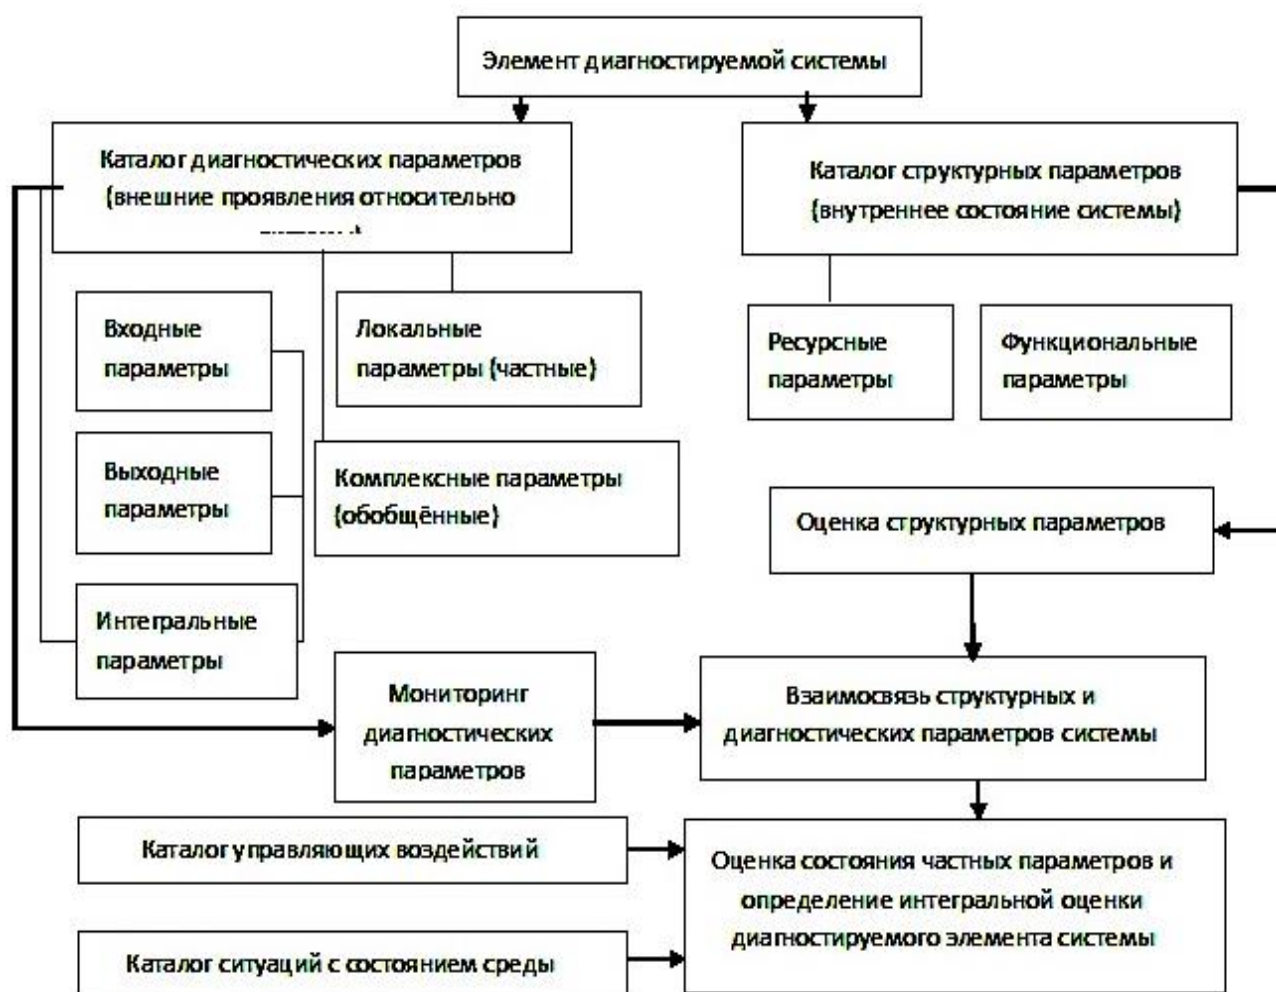 Элемент диагностируемой системы
Каталог диагностических параметров
(внешние проявления относительно
Каталог структурных параметров
(внутреннее состояние системы)
Входные
параметры
Локальные
параметры (частные)
Ресурсные
параметры
Функциональные
параметры
Выходные
параметры
Комплексные параметры
(обобщённые)
Оценка структурных параметров
Интегральные
параметры
Мониторинг
диагностических
параметров
Взаимосвязь структурных и
диагностических параметров системы
Каталог управляющих воздействий
Оценка состояния частных параметров и
определение интегральной оценки
диагностируемого элемента системы
Каталог ситуаций с состоянием среды